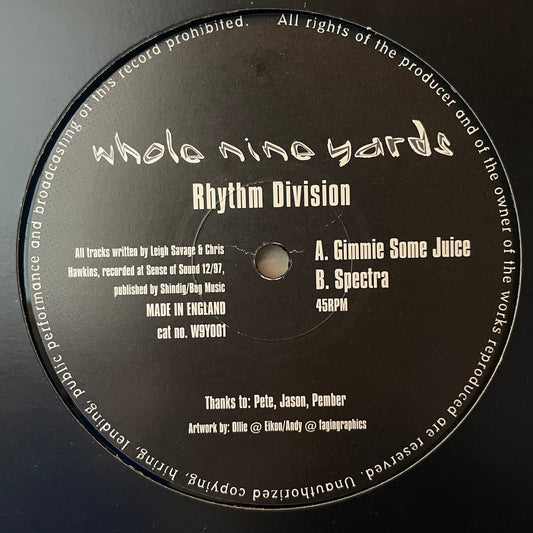 All rights of the producer and of the owner of the works reproduced are reserved. Unauthorized copying, hiring, lending, public performance and broadcasting of this record prohibited.
whole nine yards
Rhythm Division
All tracks written by Leigh Savage & Chris
Hawkins, recorded at Sense of Sound 12/97,
published by Shindig/Bog Music
MADE IN ENGLAND
cat no. W9Y001
A. Gimmie Some Juice
B. Spectra
45RPM
Thanks to: Pete, Jason, Pember
Artwork by: Ollie @ Eikon/Andy @ fagingraphics